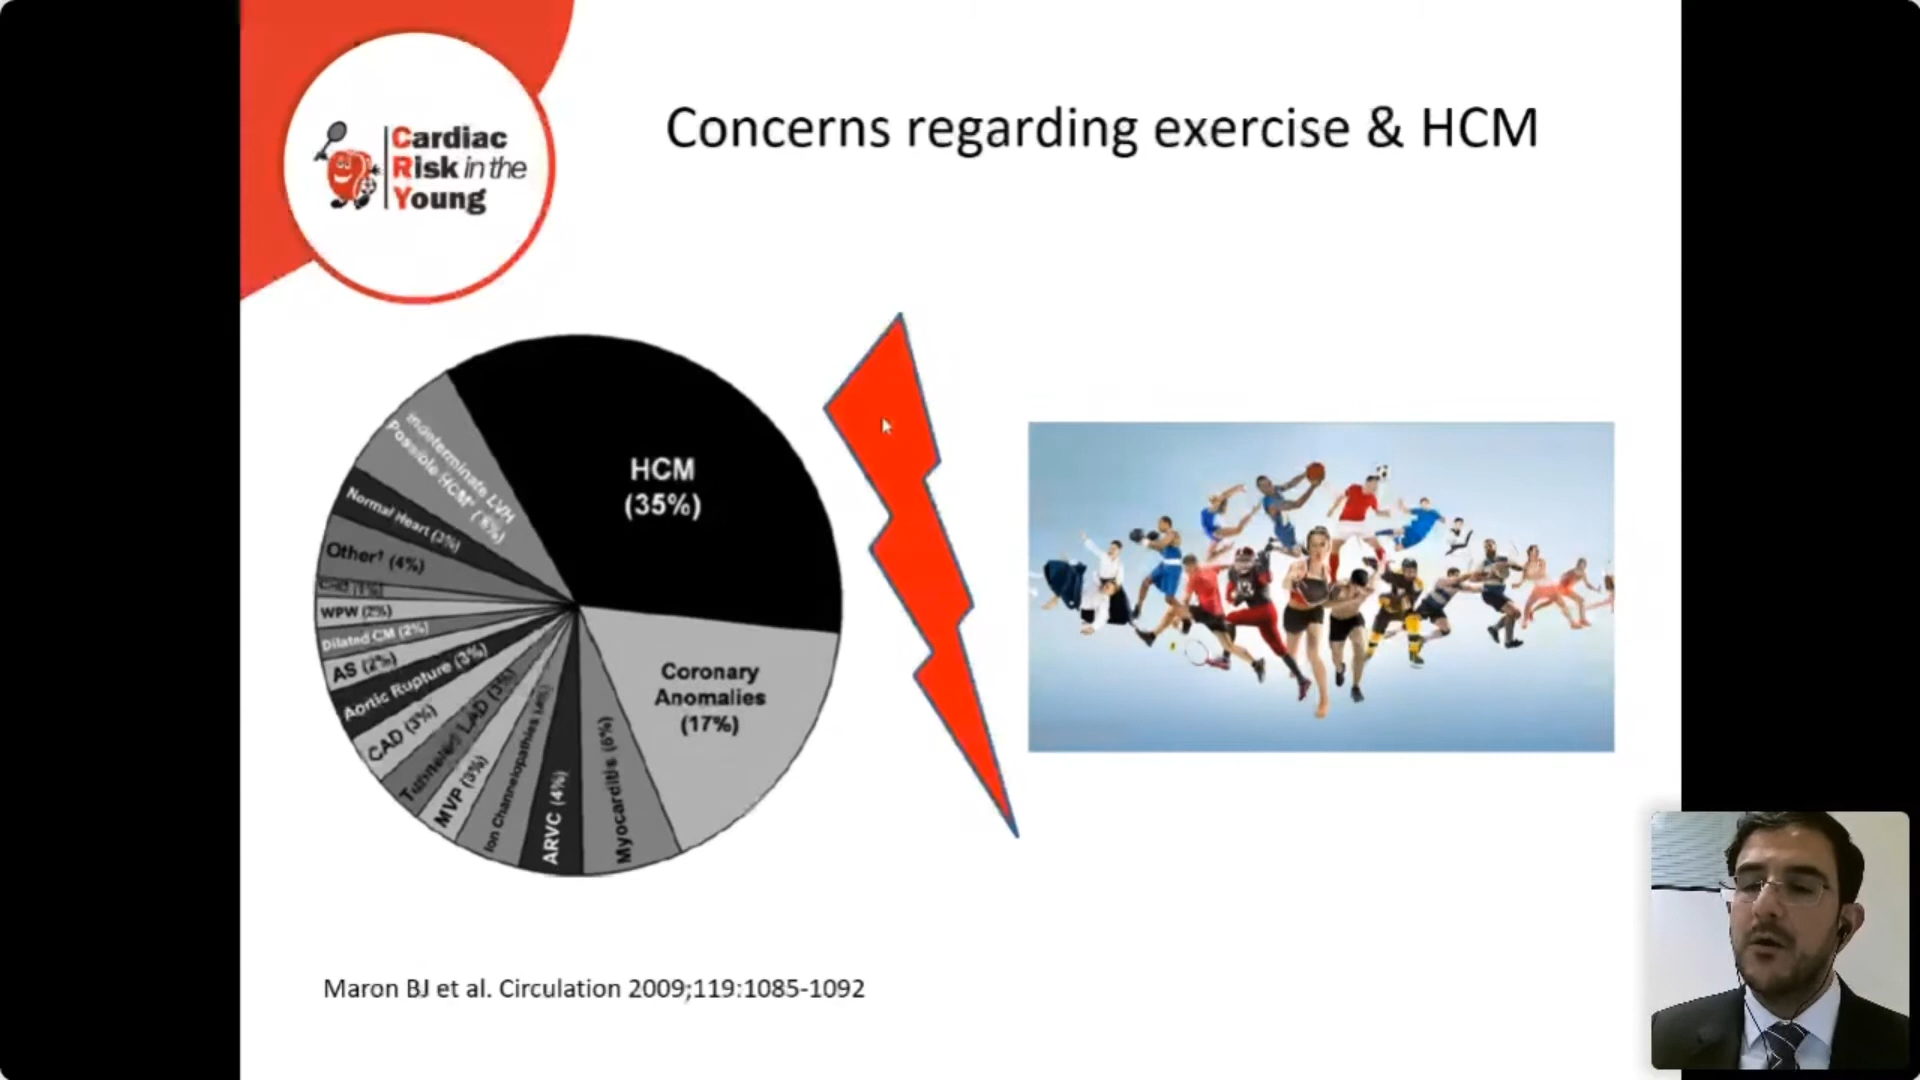 Cardiac
Risk in the
Young
Concerns regarding exercise & HCM
HCM
(35%)
Coronary
Anomalies
(17%)
Myocarditis (6%)
ARVC (4%)
Ion Channelopathies
MVP (3%)
Tunneled LAD (3%)
CAD (3%)
Aortic Rupture (3%)
AS (2%)
Dilated CM (2%)
WPW (2%)
Other† (4%)
Normal Heart (3%)
Indeterminate LVH
Possible HCM*
Maron BJ et al. Circulation 2009;119:1085-1092